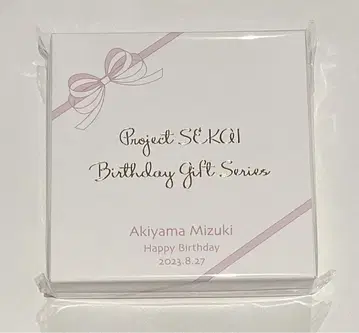 Project SEKAI
Birthday Gift Series
Akiyama Mizuki
Happy Birthday
2023.8.27